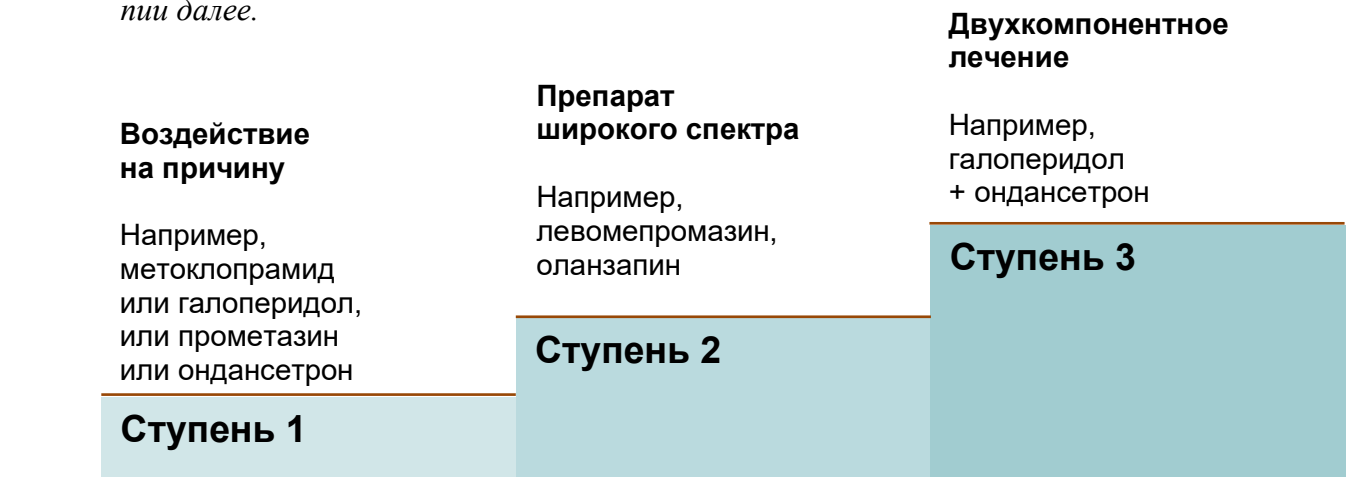 пии далее.
Воздействие
на причину
Например,
метоклопрамид
или галоперидол,
или прометазин
или ондансетрон
Ступень 1
Препарат
широкого спектра
Например,
левомепромазин,
оланзапин
Ступень 2
Двухкомпонентное
лечение
Например,
галоперидол
+ ондансетрон
Ступень 3